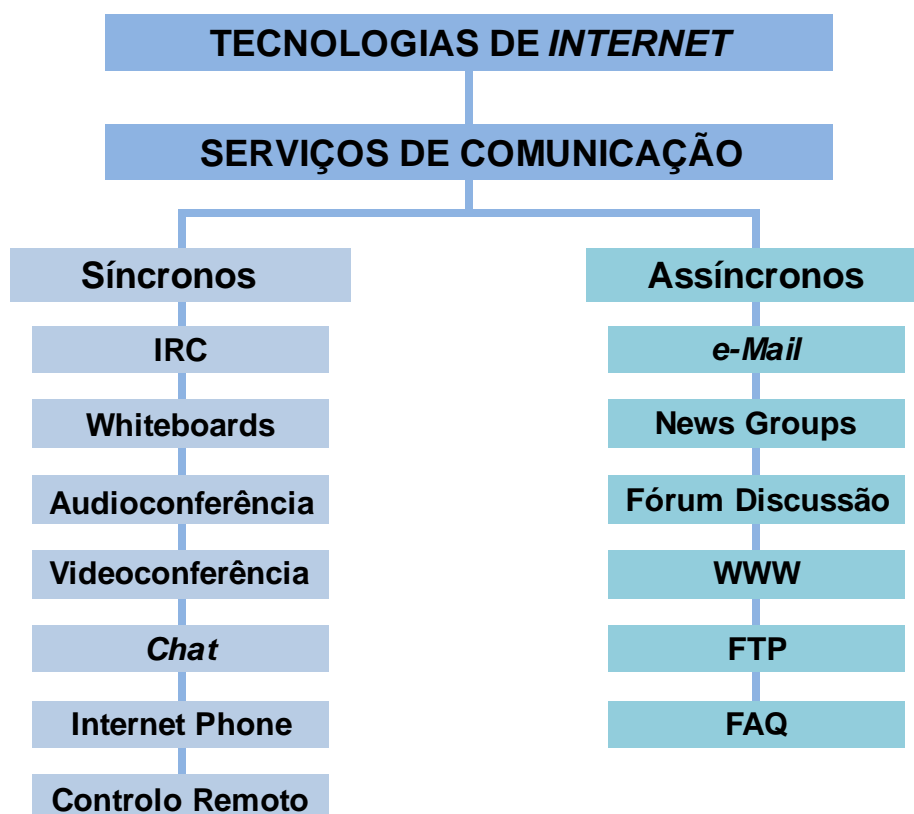 TECNOLOGIAS DE INTERNET
SERVIÇOS DE COMUNICAÇÃO
Síncronos
IRC
Whiteboards
Audioconferência
Videoconferência
Chat
Internet Phone
Controlo Remoto
Assíncronos
e-Mail
News Groups
Fórum Discussão
WWW
FTP
FAQ